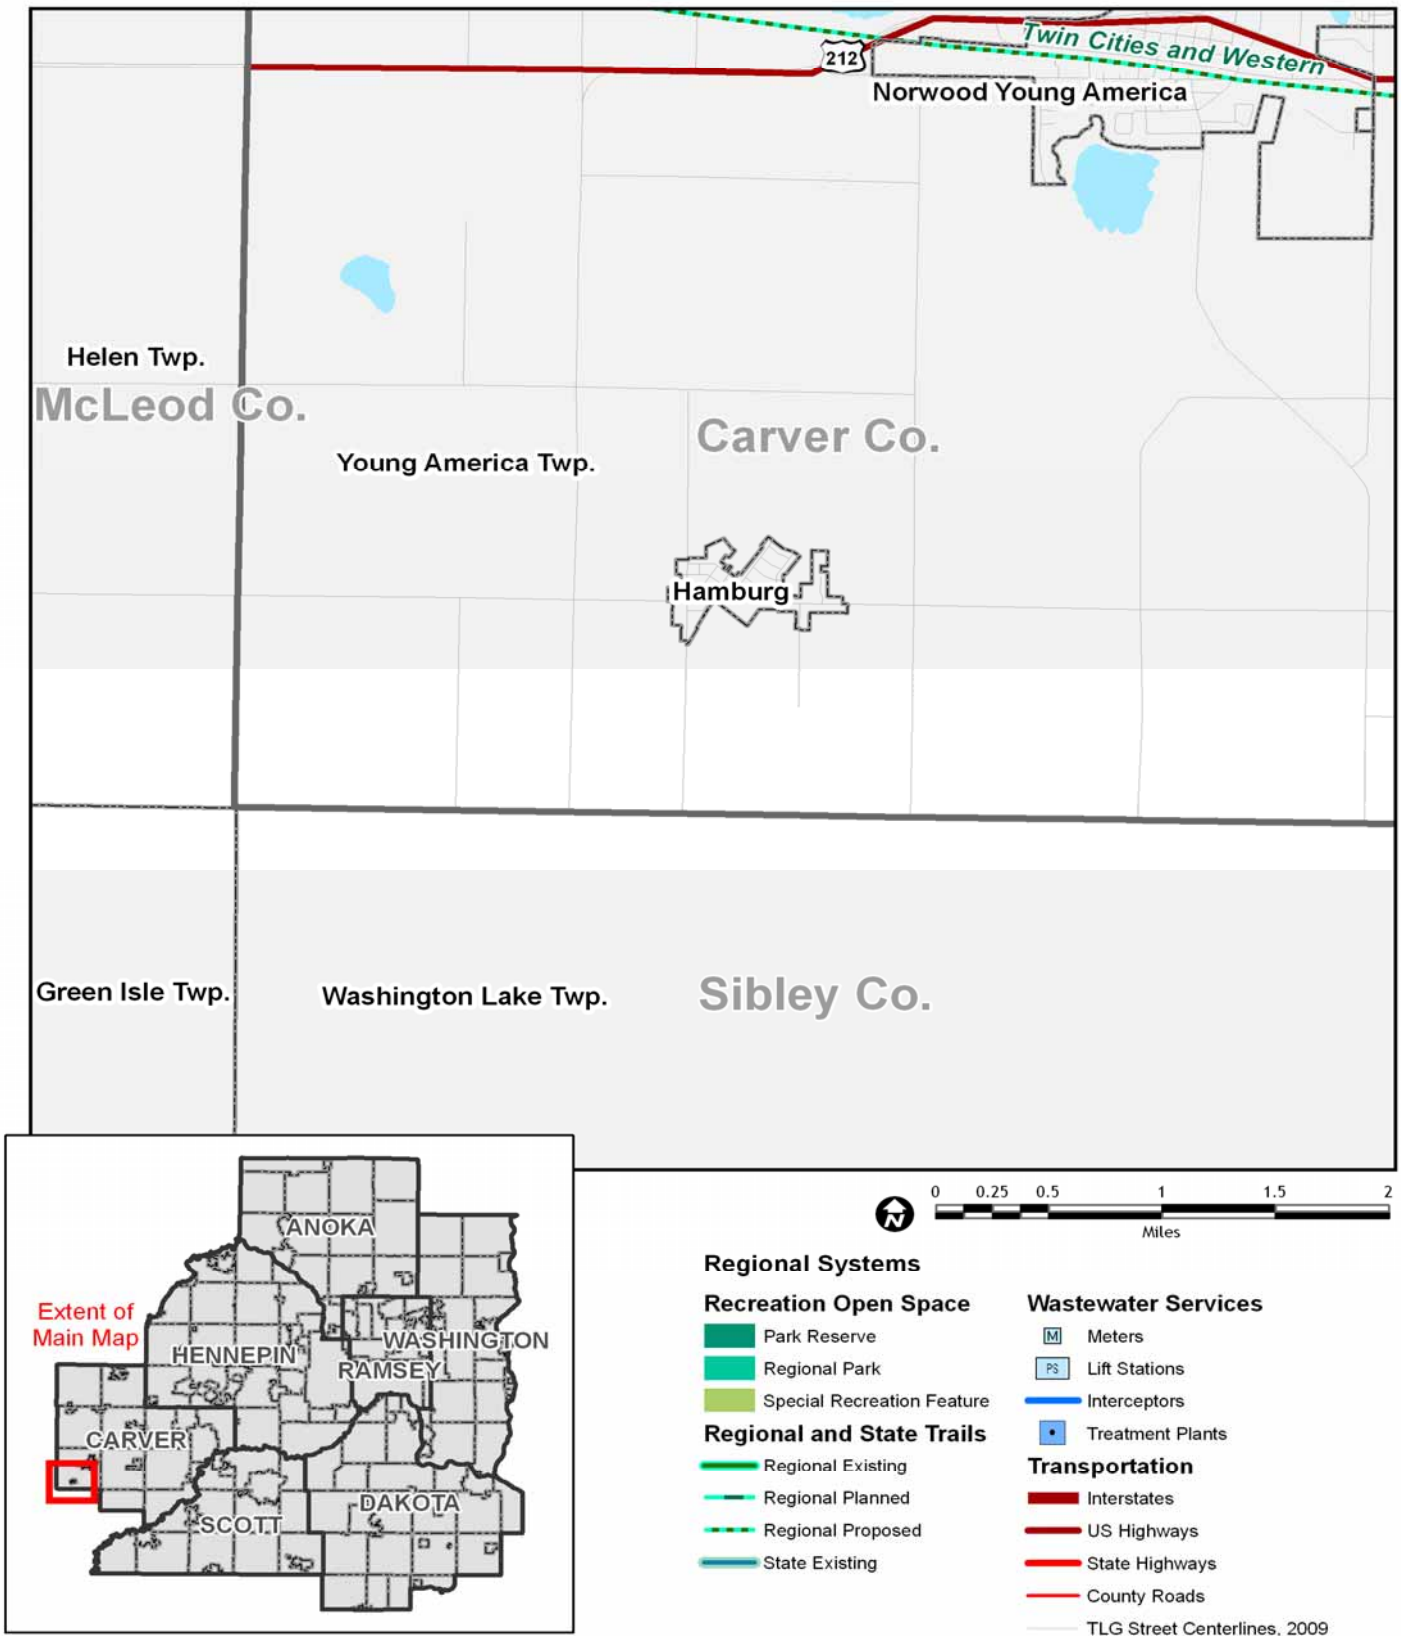 212
Twin Cities and Western
Norwood Young America
Helen Twp.
McLeod Co.
Carver Co.
Young America Twp.
Hamburg
Green Isle Twp.
Washington Lake Twp.
Sibley Co.
ANOKA
Extent of
Main Map
WASHINGTON
HENNEPIN
RAMSEY
CARVER
DAKOTA
SCOTT
N
0 0.25 0.5 1 1.5 2
Miles
Regional Systems
Recreation Open Space
Park Reserve
Regional Park
Special Recreation Feature
Regional and State Trails
Regional Existing
Regional Planned
Regional Proposed
State Existing
Wastewater Services
M Meters
PS Lift Stations
Interceptors
Treatment Plants
Transportation
Interstates
US Highways
State Highways
County Roads
TLG Street Centerlines, 2009